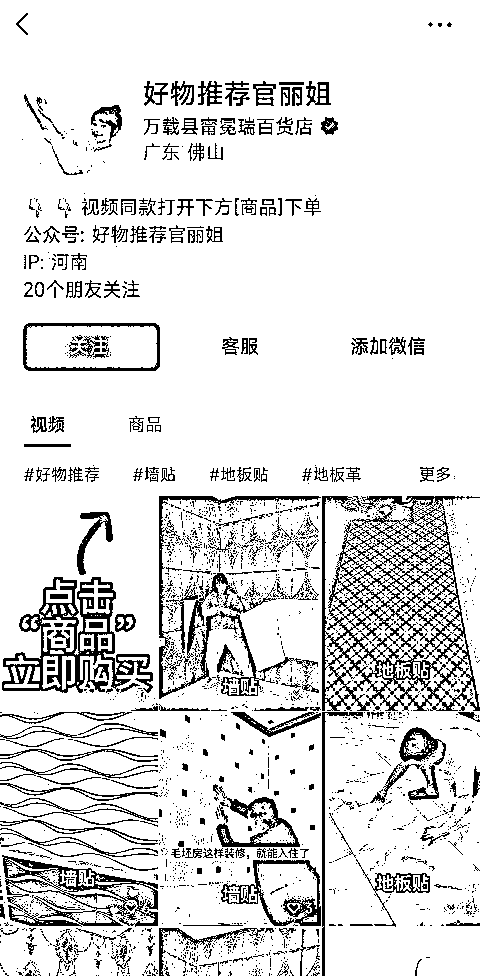 好物推荐官丽姐
万载县甯冕瑞百货店
广东 佛山
视频同款打开下方[商品]下单
公众号: 好物推荐官丽姐
IP: 河南
20个朋友关注
关注
客服
添加微信
视频
商品
#好物推荐
#墙贴
#地板贴
#地板革
更多
点击
“商品”
立即购买
墙贴
地板贴
墙贴
毛坯房这样装修，就能入住了
墙贴
地板贴